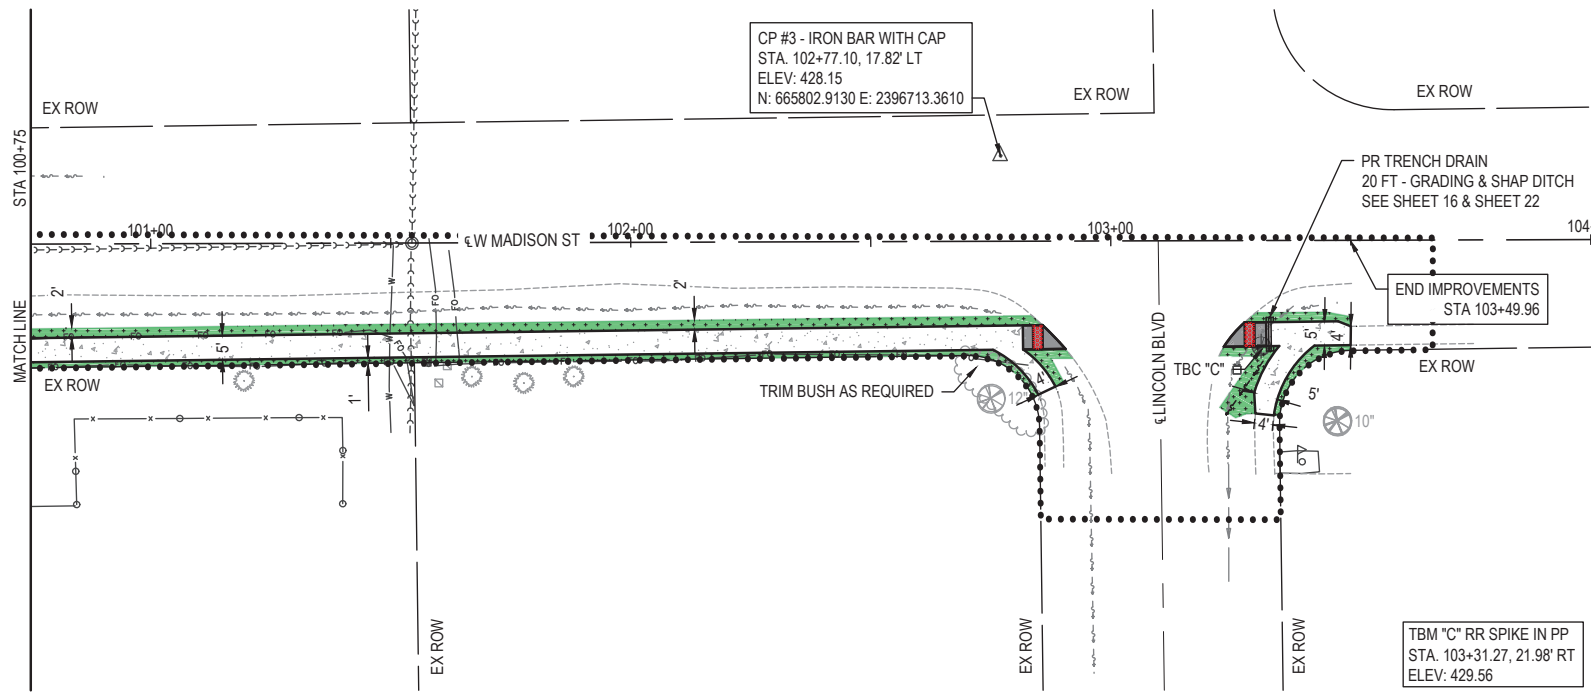 CP #3 - IRON BAR WITH CAP
STA. 102+77.10, 17.82' LT
ELEV: 428.15
N: 665802.9130 E: 2396713.3610
EX ROW
EX ROW
EX ROW
STA 100+75
MATCH LINE
PR TRENCH DRAIN
20 FT - GRADING & SHAP DITCH
SEE SHEET 16 & SHEET 22
101+00
℄ W MADISON ST
102+00
103+00
104
END IMPROVEMENTS
STA 103+49.96
2'
2'
5'
1'
W
W
W
FO
FO
FO
EX ROW
TRIM BUSH AS REQUIRED
12"
4'
℄ LINCOLN BLVD
TBC "C"
5'
4'
5'
4'
10"
EX ROW
EX ROW
EX ROW
EX ROW
TBM "C" RR SPIKE IN PP
STA. 103+31.27, 21.98' RT
ELEV: 429.56